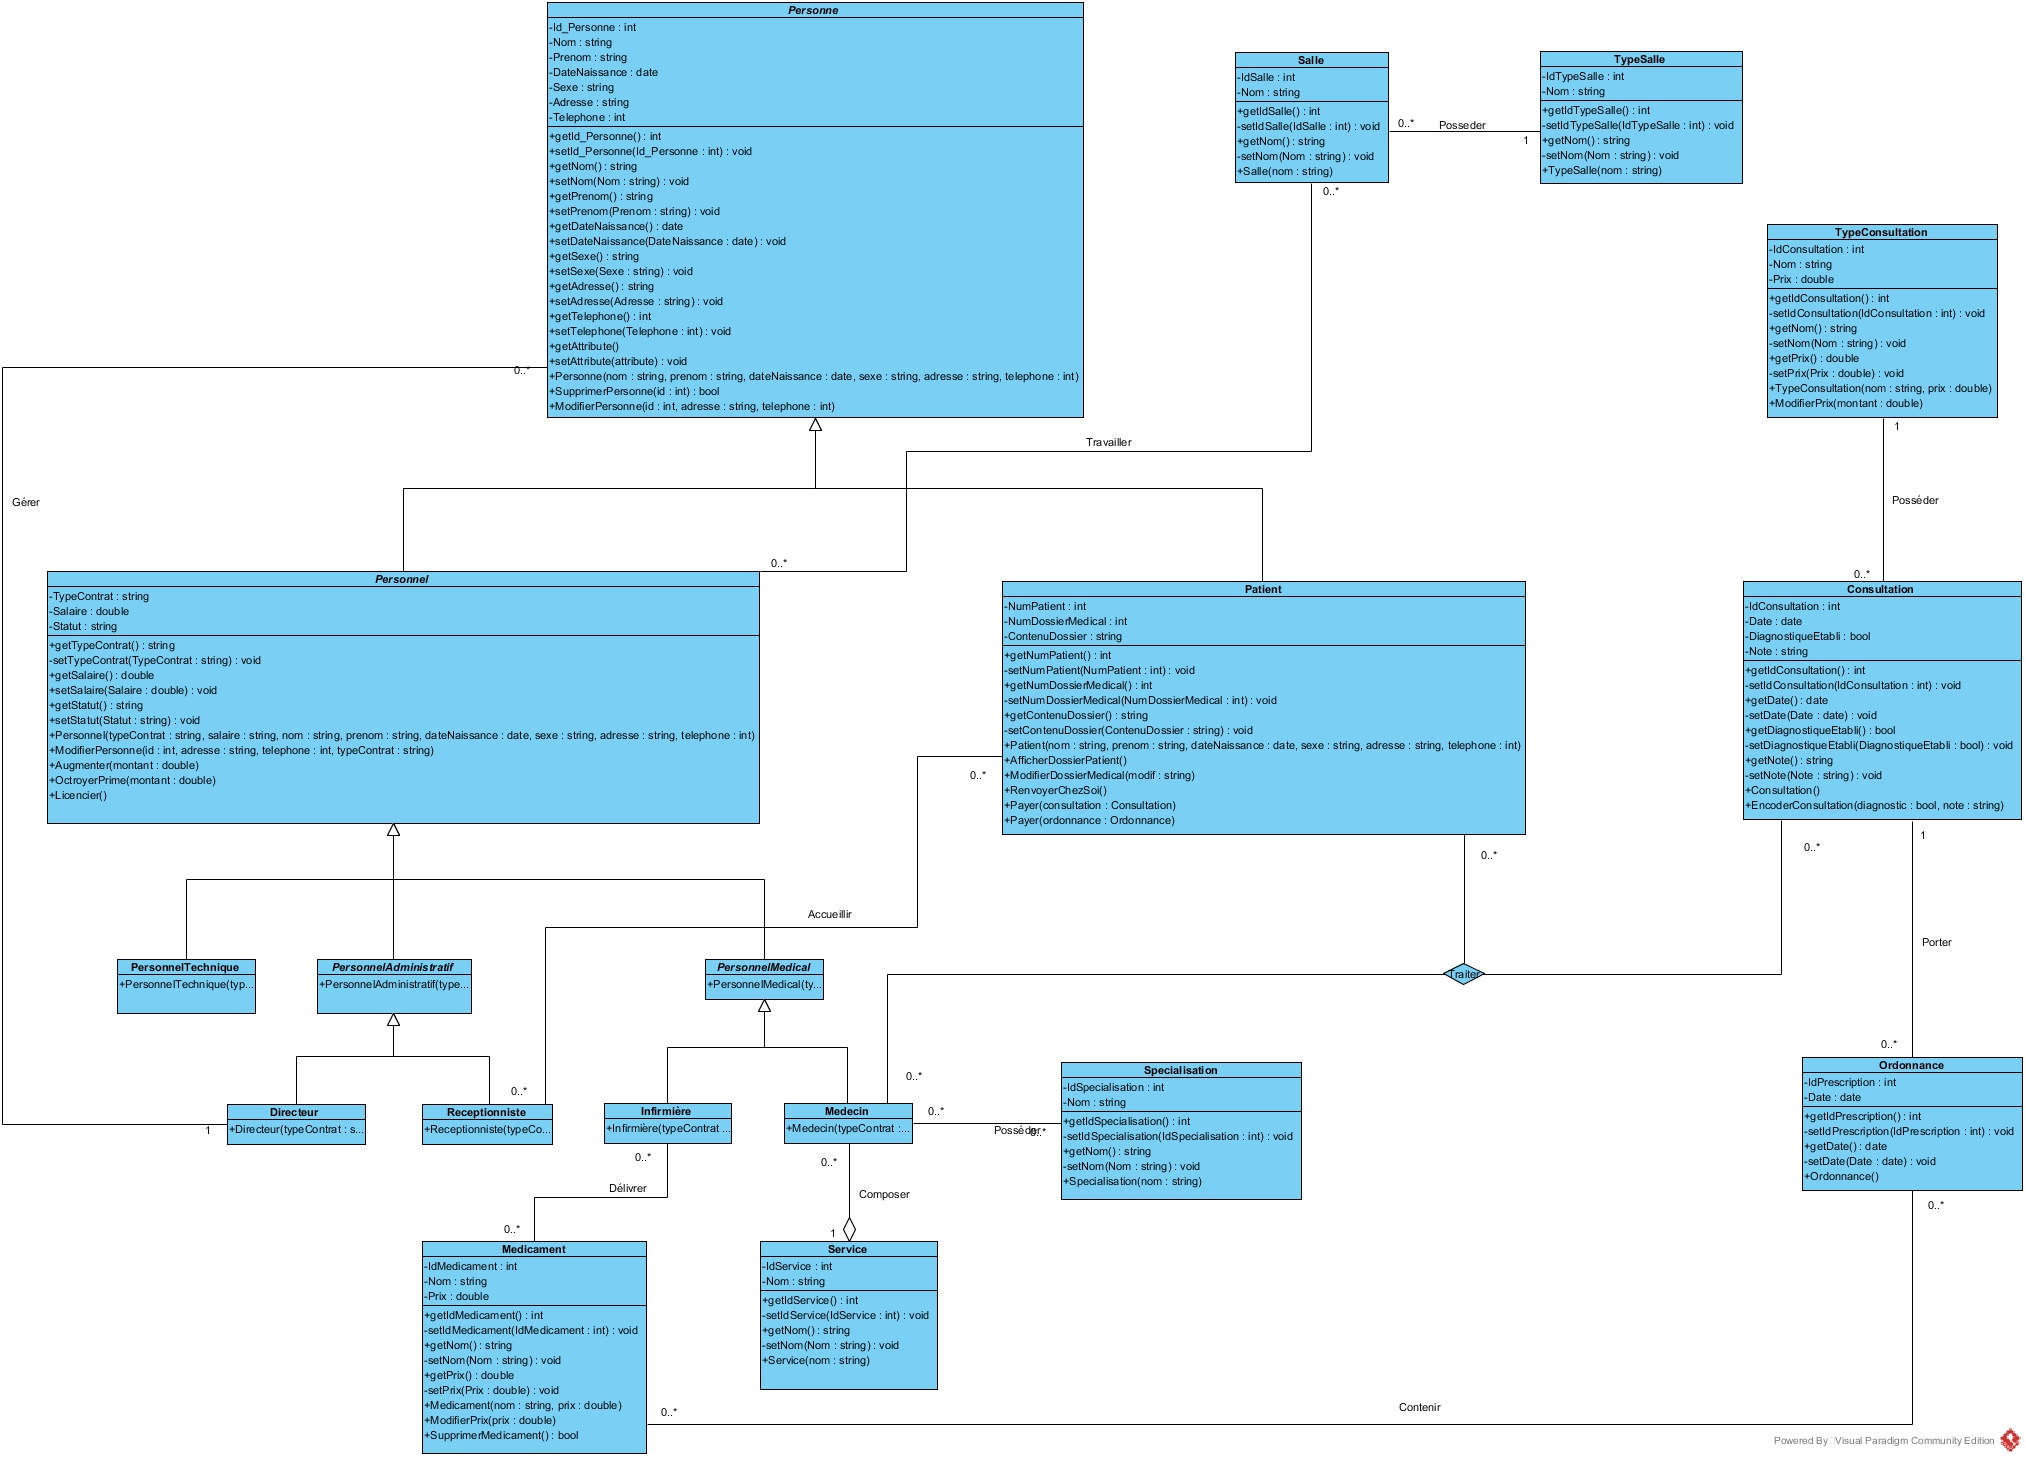 Personne
-Id_Personne : int
-Nom : string
-Prenom : string
-DateNaissance : date
-Sexe : string
-Adresse : string
-Telephone : int
+getId_Personne() : int
+setId_Personne(Id_Personne : int) : void
+getNom() : string
+setNom(Nom : string) : void
+getPrenom() : string
+setPrenom(Prenom : string) : void
+getDateNaissance() : date
+setDateNaissance(DateNaissance : date) : void
+getSexe() : string
+setSexe(Sexe : string) : void
+getAdresse() : string
+setAdresse(Adresse : string) : void
+getTelephone() : int
+setTelephone(Telephone : int) : void
+getAttribute()
+setAttribute(attribute) : void
+Personne(nom : string, prenom : string, dateNaissance : date, sexe : string, adresse : string, telephone : int)
+SupprimerPersonne(id : int) : bool
+ModifierPersonne(id : int, adresse : string, telephone : int)
Salle
-IdSalle : int
-Nom : string
+getIdSalle() : int
-setIdSalle(IdSalle : int) : void
+getNom() : string
-setNom(Nom : string) : void
+Salle(nom : string)
0..*
Posseder
1
0..*
TypeSalle
-IdTypeSalle : int
-Nom : string
+getIdTypeSalle() : int
-setIdTypeSalle(IdTypeSalle : int) : void
+getNom() : string
-setNom(Nom : string) : void
+TypeSalle(nom : string)
TypeConsultation
-IdConsultation : int
-Nom : string
-Prix : double
+getIdConsultation() : int
-setIdConsultation(IdConsultation : int) : void
+getNom() : string
-setNom(Nom : string) : void
+getPrix() : double
-setPrix(Prix : double) : void
+TypeConsultation(nom : string, prix : double)
+ModifierPrix(montant : double)
1
Posséder
0..*
0..*
Gérer
Travailler
0..*
Personnel
-TypeContrat : string
-Salaire : double
-Statut : string
+getTypeContrat() : string
-setTypeContrat(TypeContrat : string) : void
+getSalaire() : double
+setSalaire(Salaire : double) : void
+getStatut() : string
+setStatut(Statut : string) : void
+Personnel(typeContrat : string, salaire : string, nom : string, prenom : string, dateNaissance : date, sexe : string, adresse : string, telephone : int)
+ModifierPersonne(id : int, adresse : string, telephone : int, typeContrat : string)
+Augmenter(montant : double)
+OctroyerPrime(montant : double)
+Licencier()
Patient
-NumPatient : int
-NumDossierMedical : int
-ContenuDossier : string
+getNumPatient() : int
-setNumPatient(NumPatient : int) : void
+getNumDossierMedical() : int
-setNumDossierMedical(NumDossierMedical : int) : void
+getContenuDossier() : string
-setContenuDossier(ContenuDossier : string) : void
+Patient(nom : string, prenom : string, dateNaissance : date, sexe : string, adresse : string, telephone : int)
+AfficherDossierPatient()
+ModifierDossierMedical(modif : string)
+RenvoyerChezSoi()
+Payer(consultation : Consultation)
+Payer(ordonnance : Ordonnance)
0..*
0..*
Consultation
-IdConsultation : int
-Date : date
-DiagnostiqueEtabli : bool
-Note : string
+getIdConsultation() : int
-setIdConsultation(IdConsultation : int) : void
+getDate() : date
-setDate(Date : date) : void
+getDiagnostiqueEtabli() : bool
-setDiagnostiqueEtabli(DiagnostiqueEtabli : bool) : void
+getNote() : string
-setNote(Note : string) : void
+Consultation()
+EncoderConsultation(diagnostic : bool, note : string)
0..*
1
Accueillir
Porter
Traiter
PersonnelTechnique
+PersonnelTechnique(typ...
PersonnelAdministratif
+PersonnelAdministratif(type...
PersonnelMedical
+PersonnelMedical(ty...
1
Directeur
+Directeur(typeContrat : s...
0..*
Receptionniste
+Receptionniste(typeCo...
Infirmière
+Infirmière(typeContrat ...
0..*
Medecin
+Medecin(typeContrat :...
0..*
0..*
Posséder
0..*
Specialisation
-IdSpecialisation : int
-Nom : string
+getIdSpecialisation() : int
-setIdSpecialisation(IdSpecialisation : int) : void
+getNom() : string
-setNom(Nom : string) : void
+Specialisation(nom : string)
0..*
Ordonnance
-IdPrescription : int
-Date : date
+getIdPrescription() : int
-setIdPrescription(IdPrescription : int) : void
+getDate() : date
-setDate(Date : date) : void
+Ordonnance()
0..*
Délivrer
0..*
0..*
Composer
1
Medicament
-IdMedicament : int
-Nom : string
-Prix : double
+getIdMedicament() : int
-setIdMedicament(IdMedicament : int) : void
+getNom() : string
-setNom(Nom : string) : void
+getPrix() : double
-setPrix(Prix : double) : void
+Medicament(nom : string, prix : double)
+ModifierPrix(prix : double)
+SupprimerMedicament() : bool
Service
-IdService : int
-Nom : string
+getIdService() : int
-setIdService(IdService : int) : void
+getNom() : string
-setNom(Nom : string) : void
+Service(nom : string)
0..*
Contenir
Powered By Visual Paradigm Community Edition